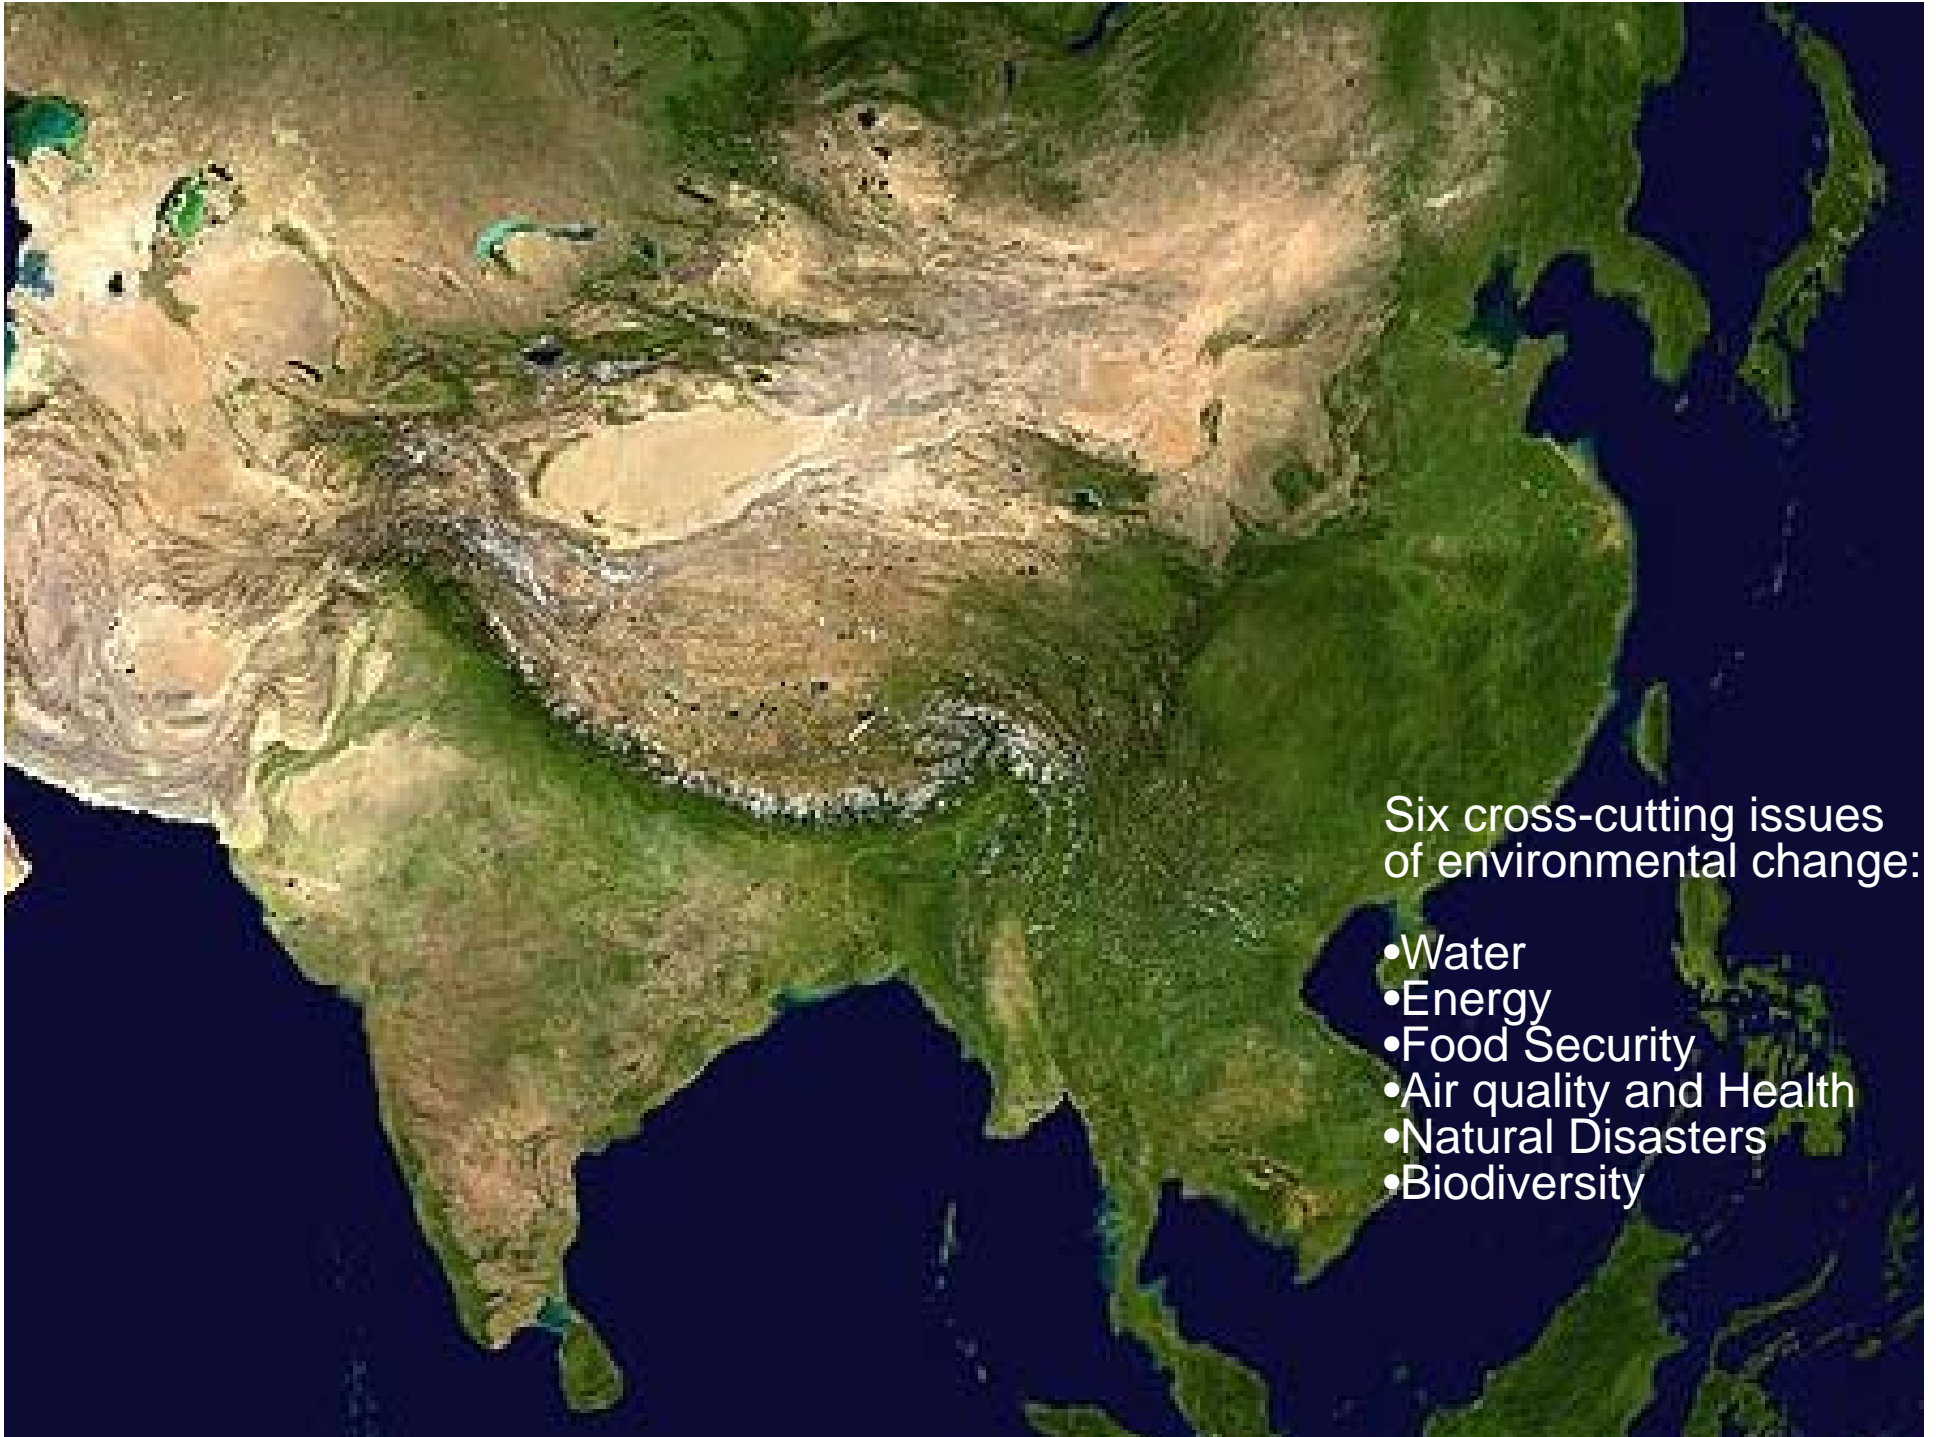 Six cross-cutting issues
of environmental change:
•Water
•Energy
•Food Security
•Air quality and Health
•Natural Disasters
•Biodiversity